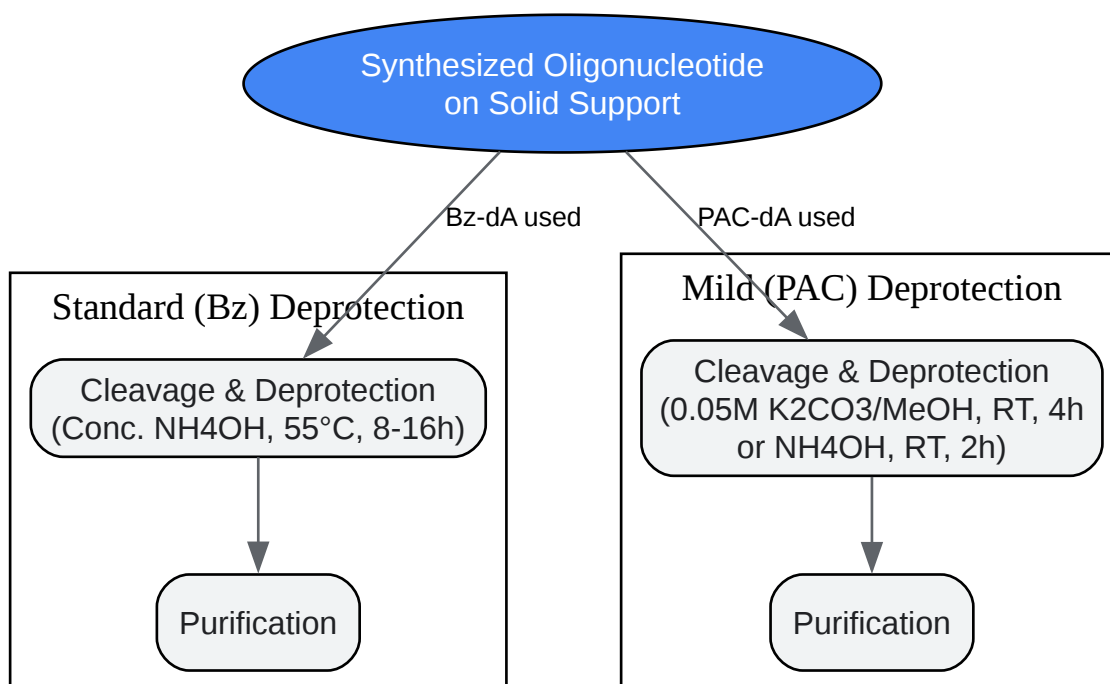 Synthesized Oligonucleotide
on Solid Support
Bz-dA used
PAC-dA used
Standard (Bz) Deprotection
Cleavage & Deprotection
(Conc. NH4OH, 55°C, 8-16h)
Purification
Mild (PAC) Deprotection
Cleavage & Deprotection
(0.05M K2CO3/MeOH, RT, 4h
or NH4OH, RT, 2h)
Purification